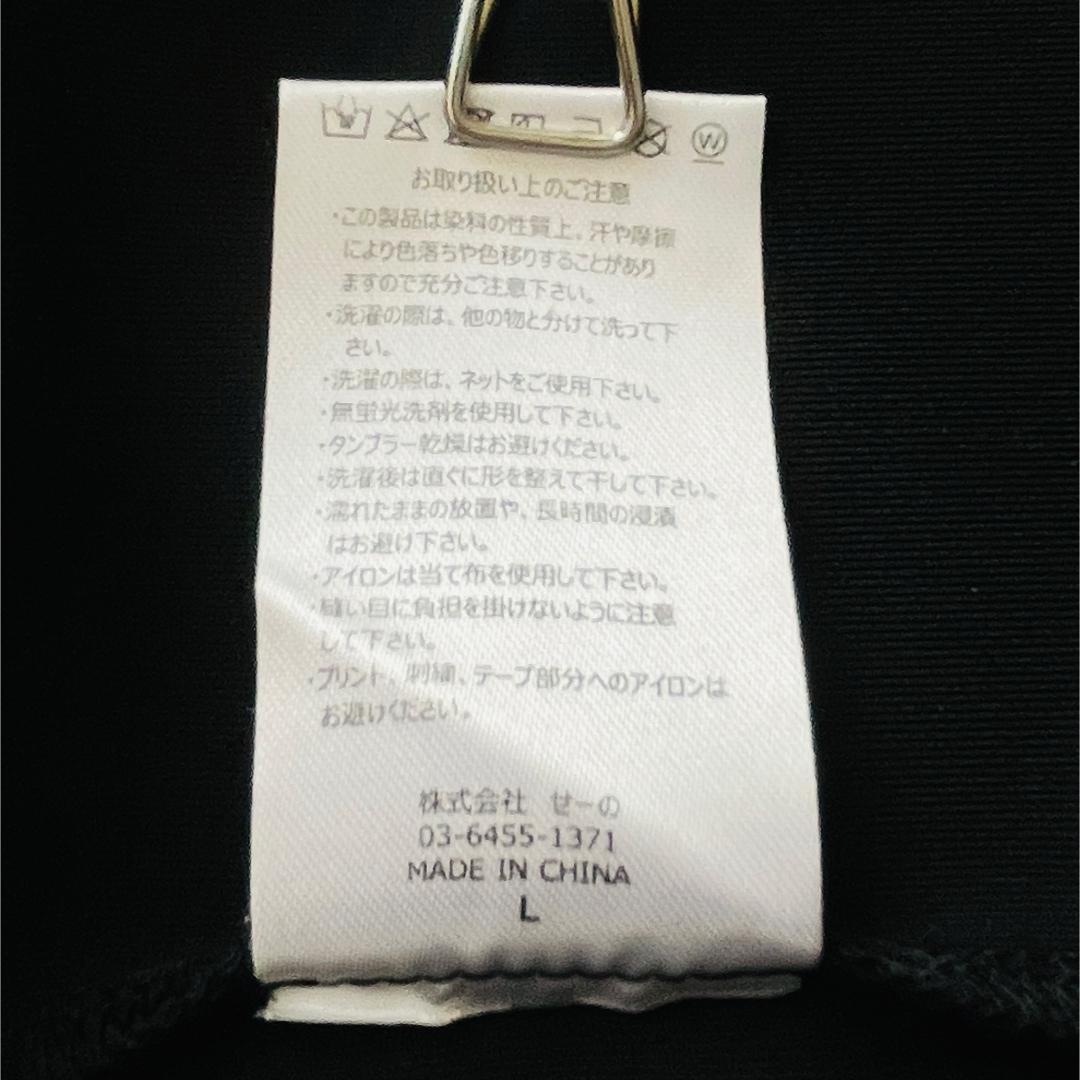 W
お取り扱い上のご注意
・この製品は染料の性質上、汗や摩擦
により色落ちや色移りすることがあり
ますので充分ご注意下さい。
・洗濯の際は、他の物と分けて洗って下
さい。
・洗濯の際は、ネットをご使用下さい。
・無蛍光洗剤を使用して下さい。
・タンブラー乾燥はお避けください。
・洗濯後は直ぐに形を整えて干して下さい。
・濡れたままの放置や、長時間の浸漬
はお避け下さい。
・アイロンは当て布を使用して下さい。
・縫い目に負担を掛けないように注意
して下さい。
・プリント、刺繍、テープ部分へのアイロンは
お避けください。
株式会社 せーの
03-6455-1371
MADE IN CHINA
L